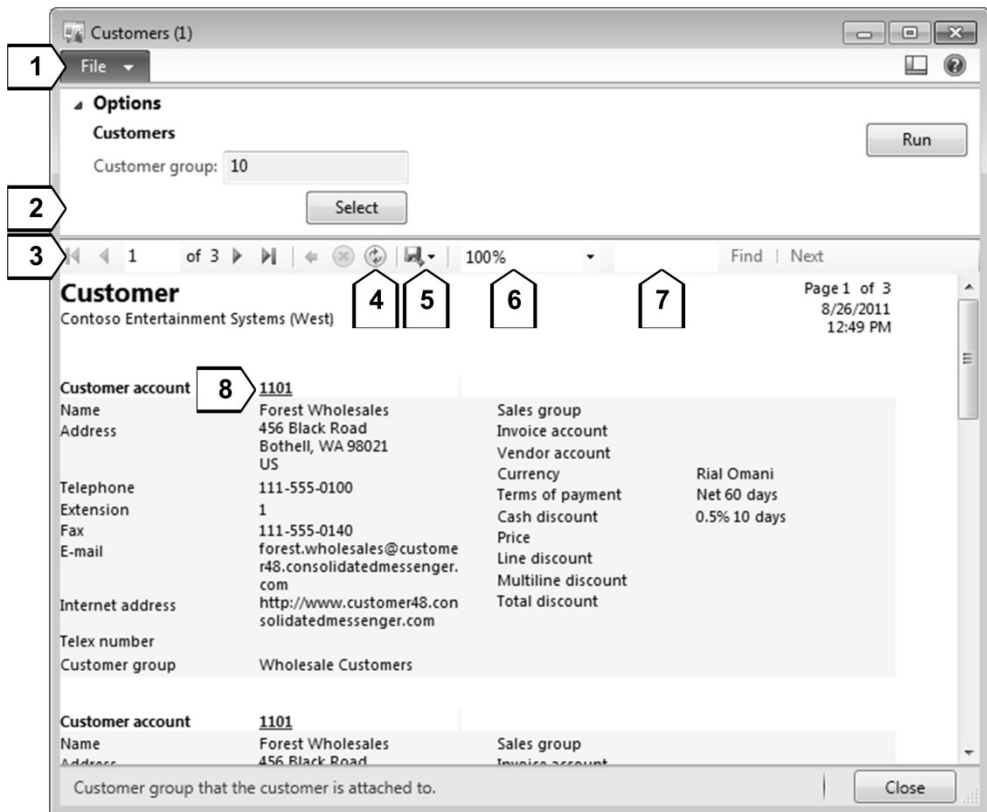 Customers (1)
1
File
Options
Customers
Run
Customer group: 10
2
Select
3
1 of 3 100% Find | Next
4 5 6 7
Customer
Page 1 of 3
Contoso Entertainment Systems (West)
8/26/2011
12:49 PM
Customer account 8 1101
Name Forest Wholesales Sales group
Address 456 Black Road Invoice account
Bothell, WA 98021 Vendor account
US Currency Rial Omani
Telephone 111-555-0100 Terms of payment Net 60 days
Extension 1 Cash discount 0.5% 10 days
Fax 111-555-0140 Price
E-mail forest.wholesales@custome Line discount
r48.consolidatedmessenger. Multiline discount
com
Internet address http://www.customer48.con Total discount
solidatedmessenger.com
Telex number
Customer group Wholesale Customers
Customer account 1101
Name Forest Wholesales Sales group
Address 456 Black Road Invoice account
Customer group that the customer is attached to. Close